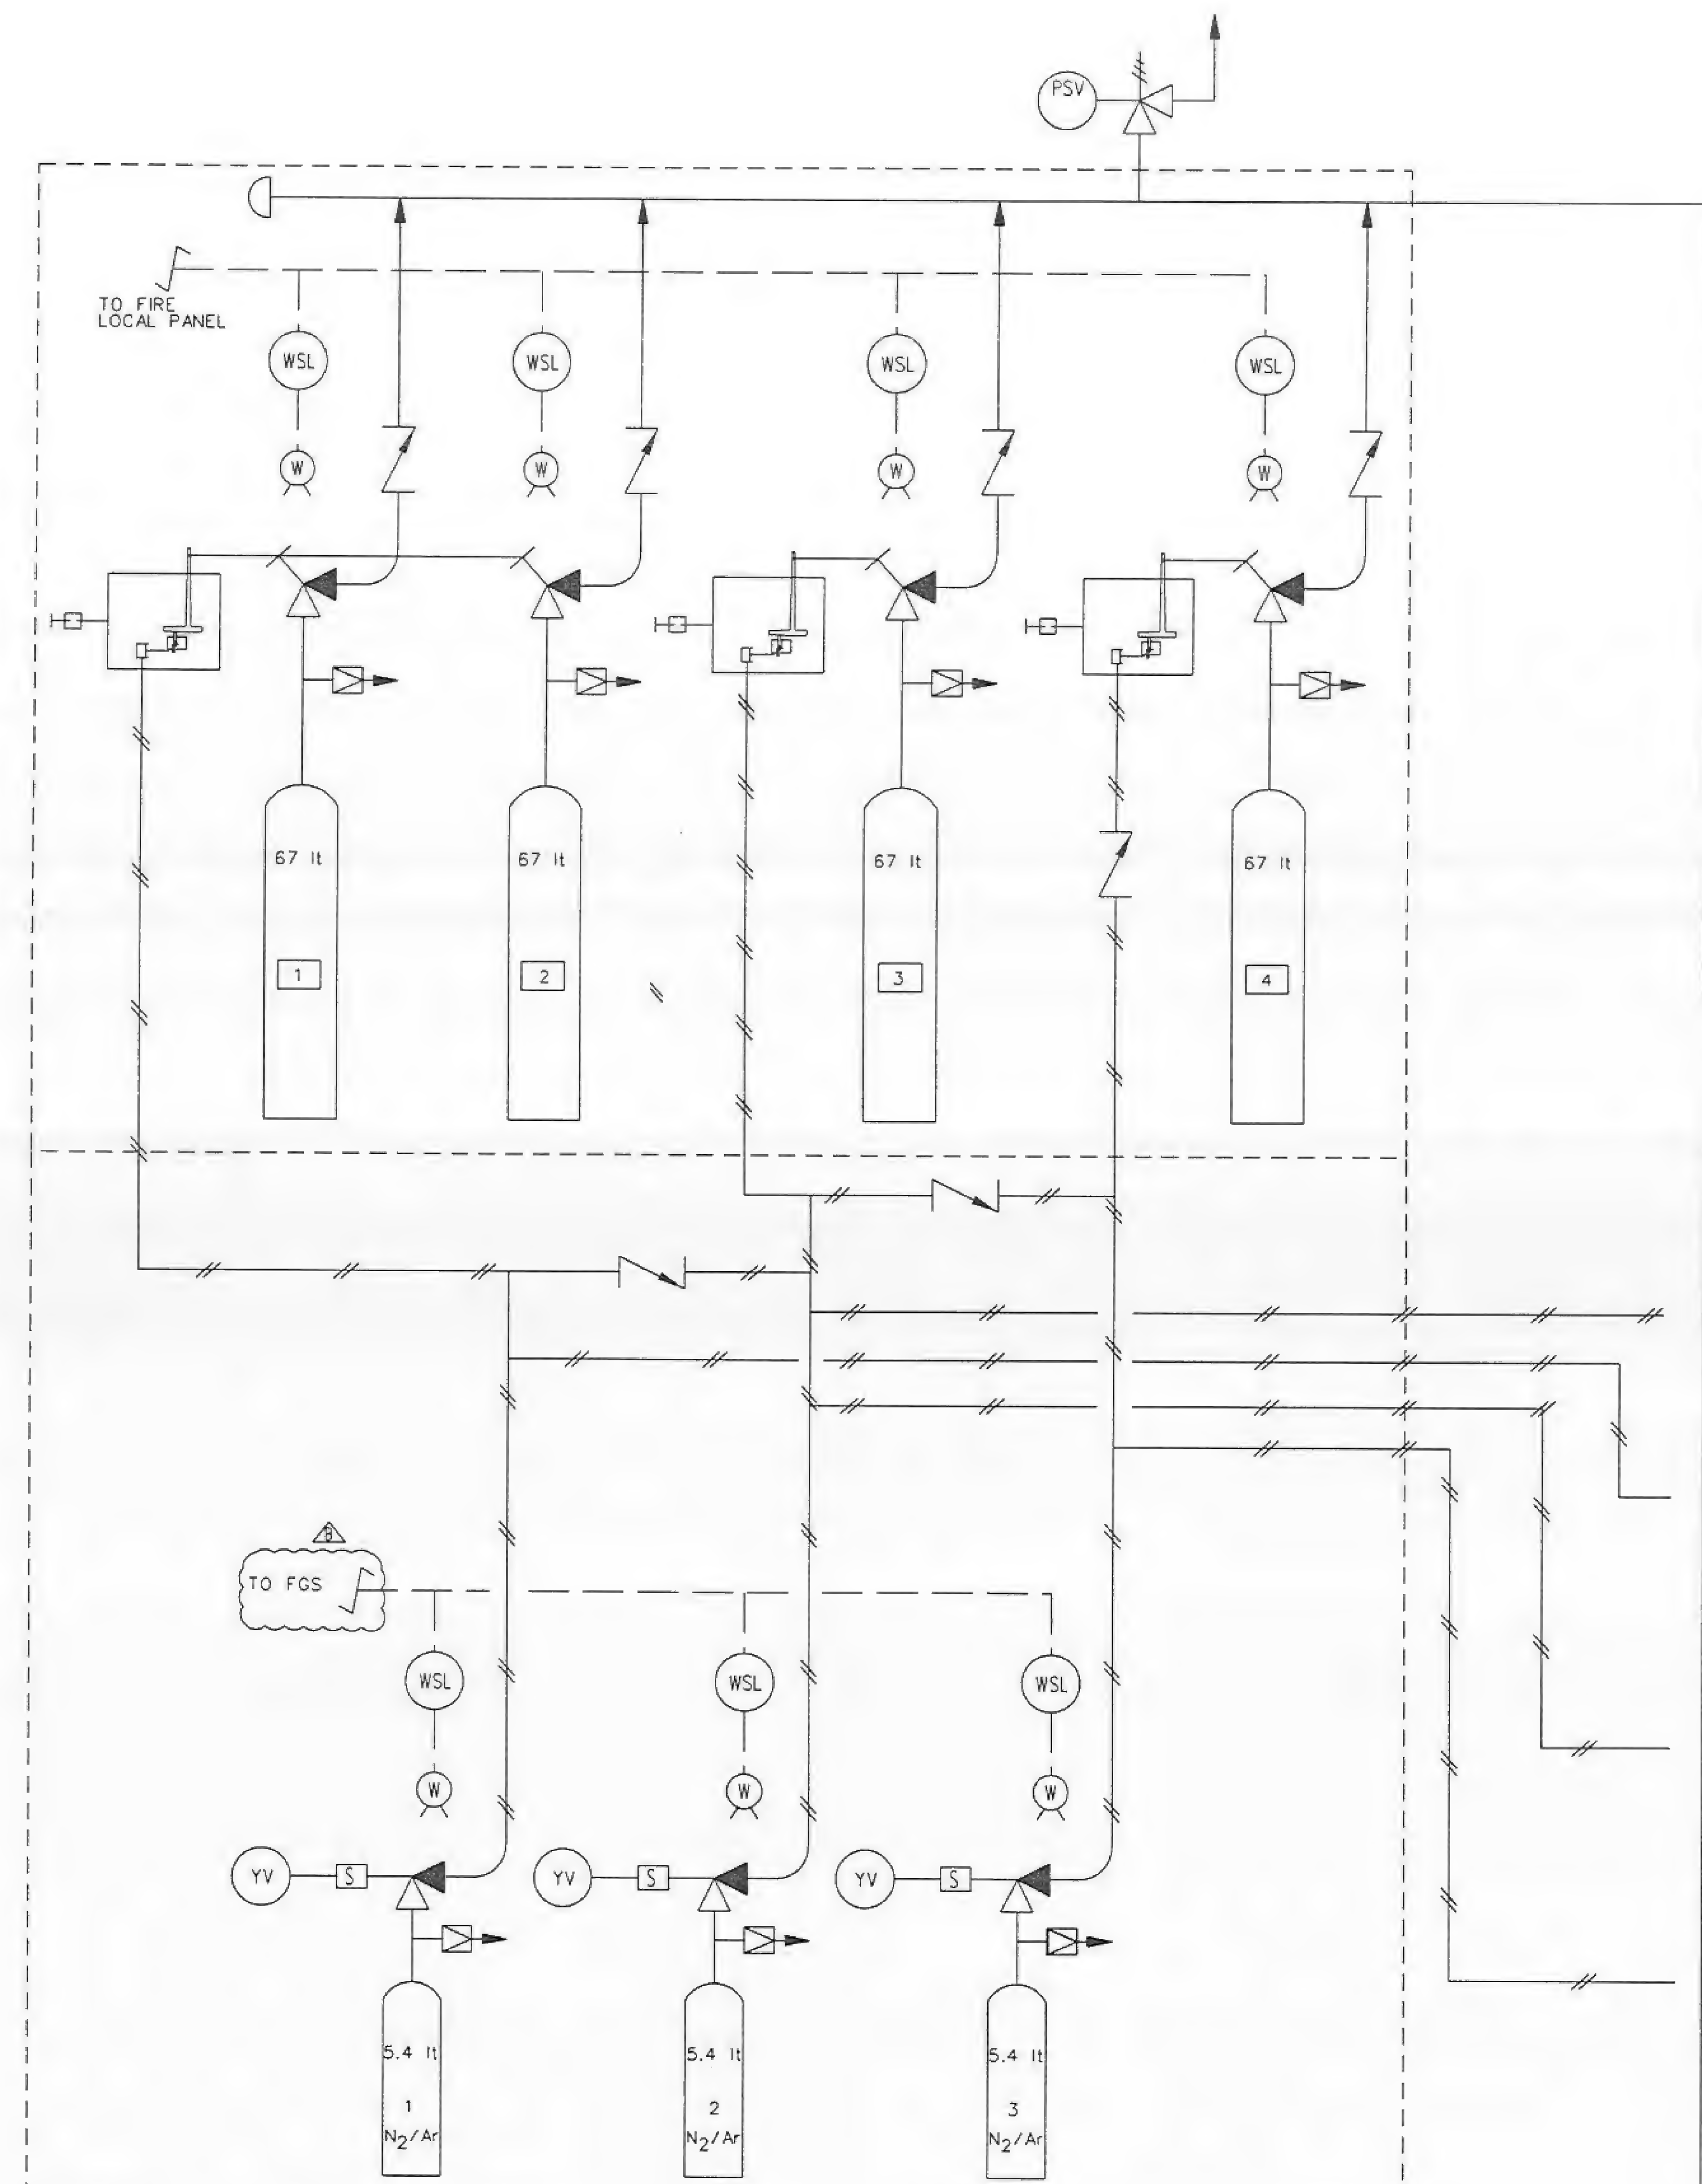 PSV
TO FIRE
LOCAL PANEL
WSL
WSL
WSL
WSL
W
W
W
W
67 lt
67 lt
67 lt
67 lt
1
2
3
4
B
TO FGS
WSL
WSL
WSL
W
W
W
YV
S
YV
S
YV
S
5.4 lt
5.4 lt
5.4 lt
1
2
3
N2/Ar
N2/Ar
N2/Ar